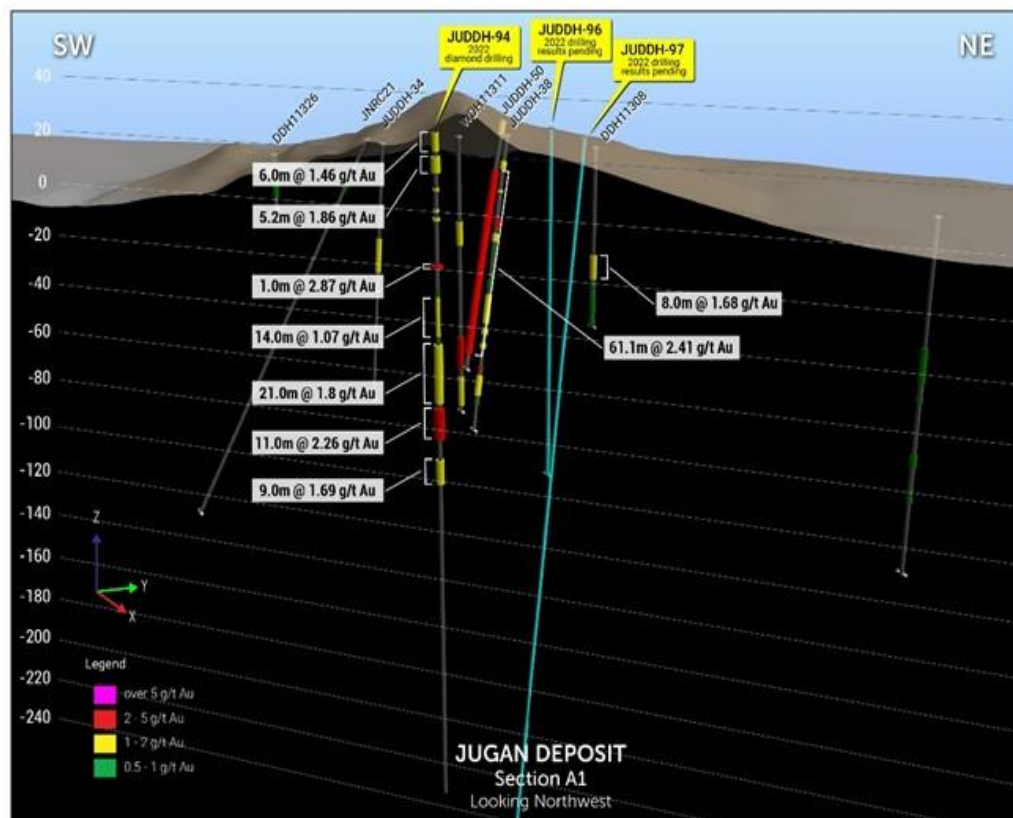 SW
NE
JUDDH-94
2022
diamond drilling
JUDDH-96
2022 drilling
results pending
JUDDH-97
2022 drilling
results pending
DDH11326
JNRC21
JUDDH-34
JUDDH-50
JUDDH-38
DDH11308
40
20
0
-20
-40
-60
-80
-100
-120
-140
-160
-180
-200
-220
-240
6.0m @ 1.46 g/t Au
5.2m @ 1.86 g/t Au
1.0m @ 2.87 g/t Au
14.0m @ 1.07 g/t Au
21.0m @ 1.8 g/t Au
11.0m @ 2.26 g/t Au
9.0m @ 1.69 g/t Au
8.0m @ 1.68 g/t Au
61.1m @ 2.41 g/t Au
Z
Y
X
Legend
over 5 g/t Au
2 - 5 g/t Au
1 - 2 g/t Au
0.5 - 1 g/t Au
JUGAN DEPOSIT
Section A1
Looking Northwest